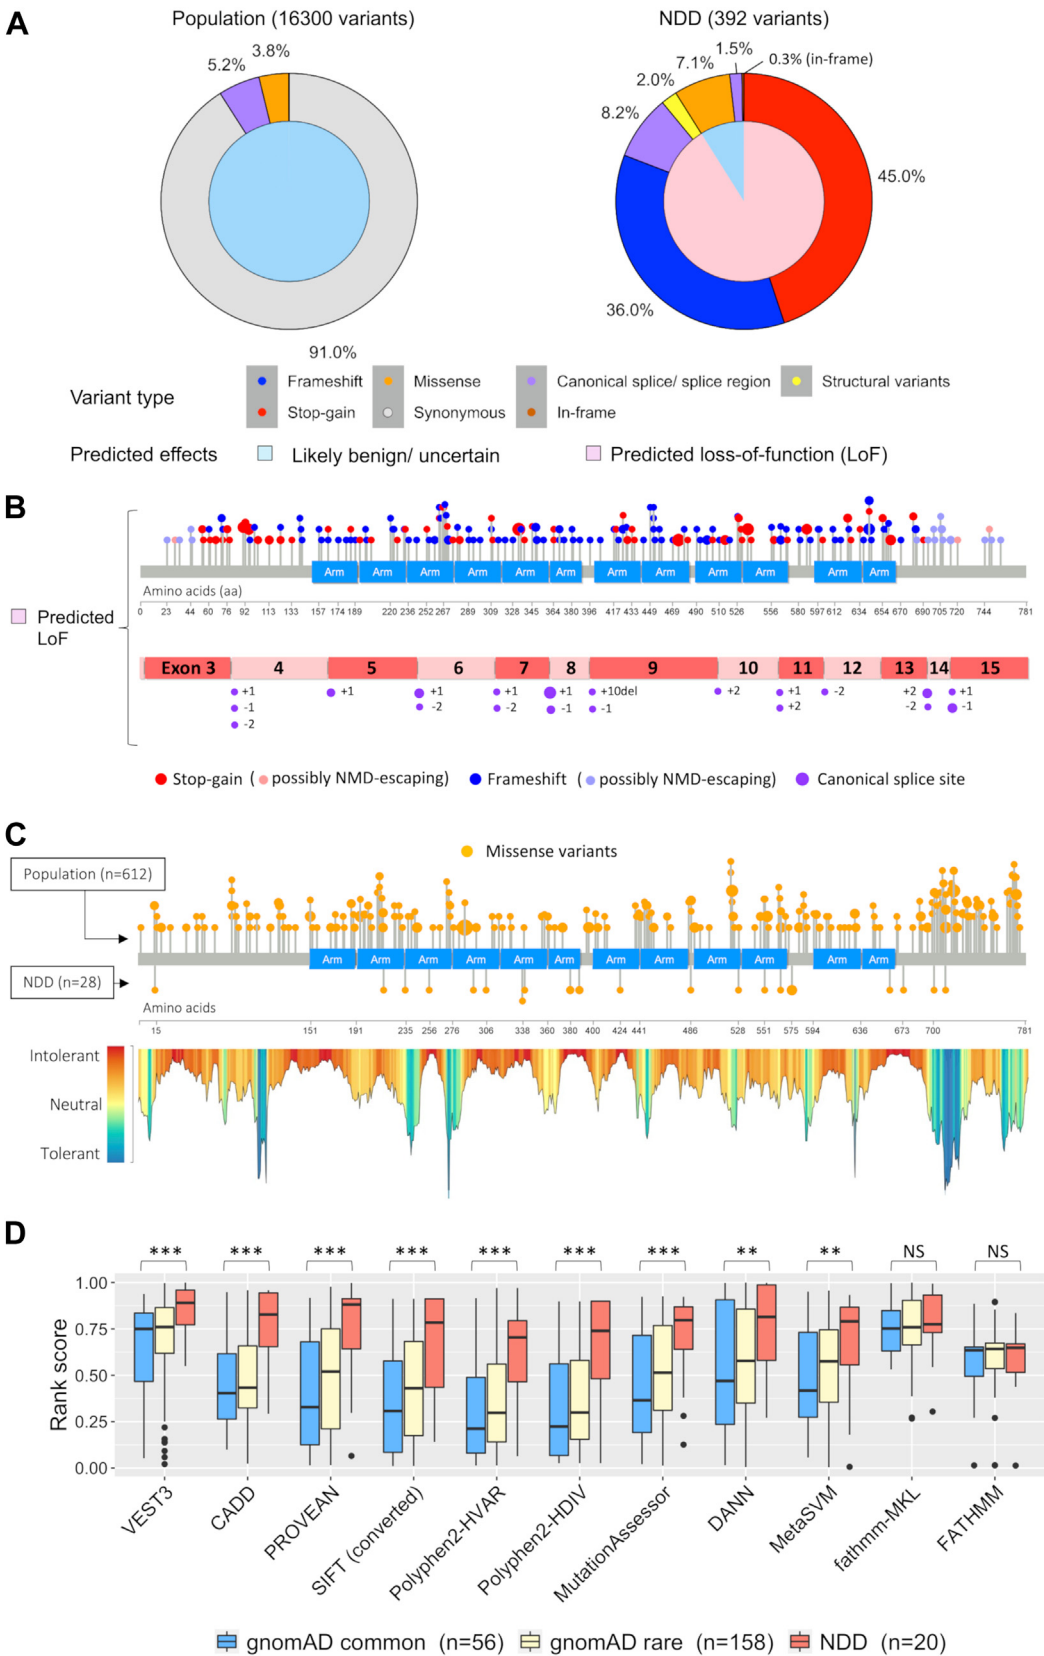 A
Population (16300 variants)
NDD (392 variants)
5.2%
3.8%
91.0%
8.2%
2.0%
7.1%
1.5%
0.3% (in-frame)
45.0%
36.0%
Variant type
Frameshift
Missense
Canonical splice/ splice region
Structural variants
Stop-gain
Synonymous
In-frame
Predicted effects
Likely benign/ uncertain
Predicted loss-of-function (LoF)
B
Arm Arm Arm Arm Arm Arm Arm Arm Arm Arm Arm Arm
Amino acids (aa)
0 23 44 60 76 92 113 133 157 174 189 220 236 252 267 289 309 328 345 364 380 398 417 433 449 469 490 510 526 556 580 597 612 634 654 670 690 705 720 744 781
Predicted
LoF
Exon 3 4 5 6 7 8 9 10 11 12 13 14 15
+1 +1 +1 +1 +1 +10del +2 +1 -2 +2 +1
-1 -2 -2 -1 -1 +2 -2 -1
-2
Stop-gain ( possibly NMD-escaping) Frameshift ( possibly NMD-escaping) Canonical splice site
C
Missense variants
Population (n=612)
Arm Arm Arm Arm Arm Arm Arm Arm Arm Arm Arm Arm
NDD (n=28)
Amino acids
15 151 191 235 256 276 306 338 360 380 400 424 441 486 528 551 575 594 636 673 700 781
Intolerant
Neutral
Tolerant
D
*** *** *** *** *** *** *** ** ** NS NS
Rank score
1.00
0.75
0.50
0.25
0.00
VEST3
CADD
PROVEAN
SIFT (converted)
Polyphen2-HVAR
Polyphen2-HDIV
MutationAssessor
DANN
MetaSVM
fathmm-MKL
FATHMM
gnomAD common (n=56) gnomAD rare (n=158) NDD (n=20)